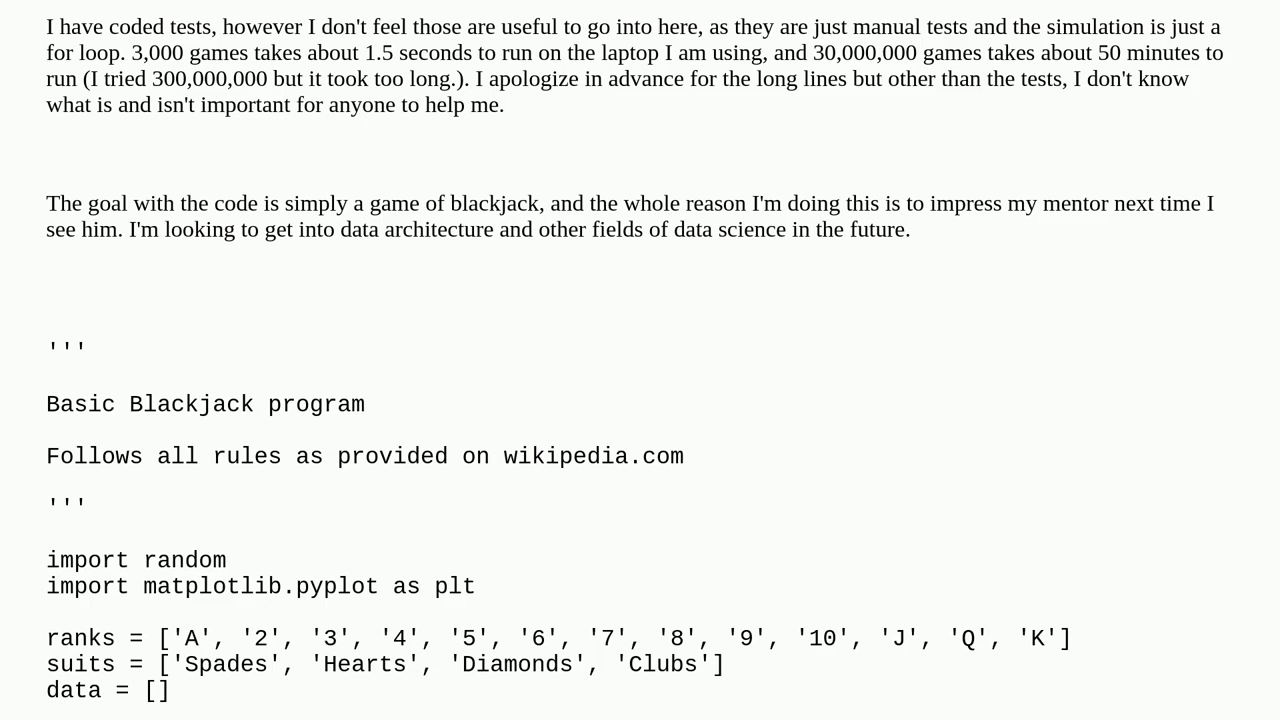 I have coded tests, however I don't feel those are useful to go into here, as they are just manual tests and the simulation is just a
for loop. 3,000 games takes about 1.5 seconds to run on the laptop I am using, and 30,000,000 games takes about 50 minutes to
run (I tried 300,000,000 but it took too long.). I apologize in advance for the long lines but other than the tests, I don't know
what is and isn't important for anyone to help me.
The goal with the code is simply a game of blackjack, and the whole reason I'm doing this is to impress my mentor next time I
see him. I'm looking to get into data architecture and other fields of data science in the future.
'''
Basic Blackjack program
Follows all rules as provided on wikipedia.com
'''
import random
import matplotlib.pyplot as plt
ranks = ['A', '2', '3', '4', '5', '6', '7', '8', '9', '10', 'J', 'Q', 'K']
suits = ['Spades', 'Hearts', 'Diamonds', 'Clubs']
data = []